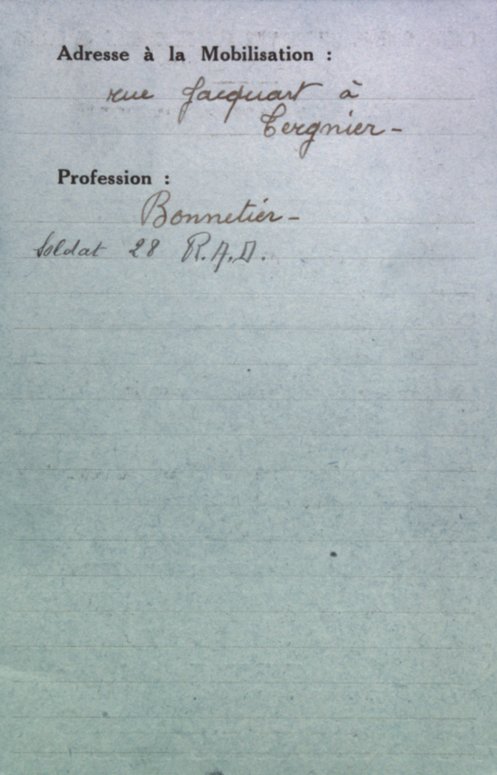 Adresse à la Mobilisation :
rue Jacquart à
Tergnier -
Profession :
Bonnetier -
Soldat 28 R.A.D.